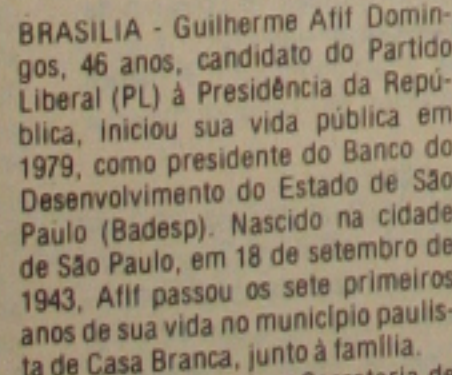 BRASILIA - Guilherme Afif Domin-
gos, 46 anos, candidato do Partido
Liberal (PL) à Presidência da Repú-
blica, iniciou sua vida pública em
1979, como presidente do Banco do
Desenvolvimento do Estado de São
Paulo (Badesp). Nascido na cidade
de São Paulo, em 18 de setembro de
1943, Afif passou os sete primeiros
anos de sua vida no município paulis-
ta de Casa Branca, junto à família.